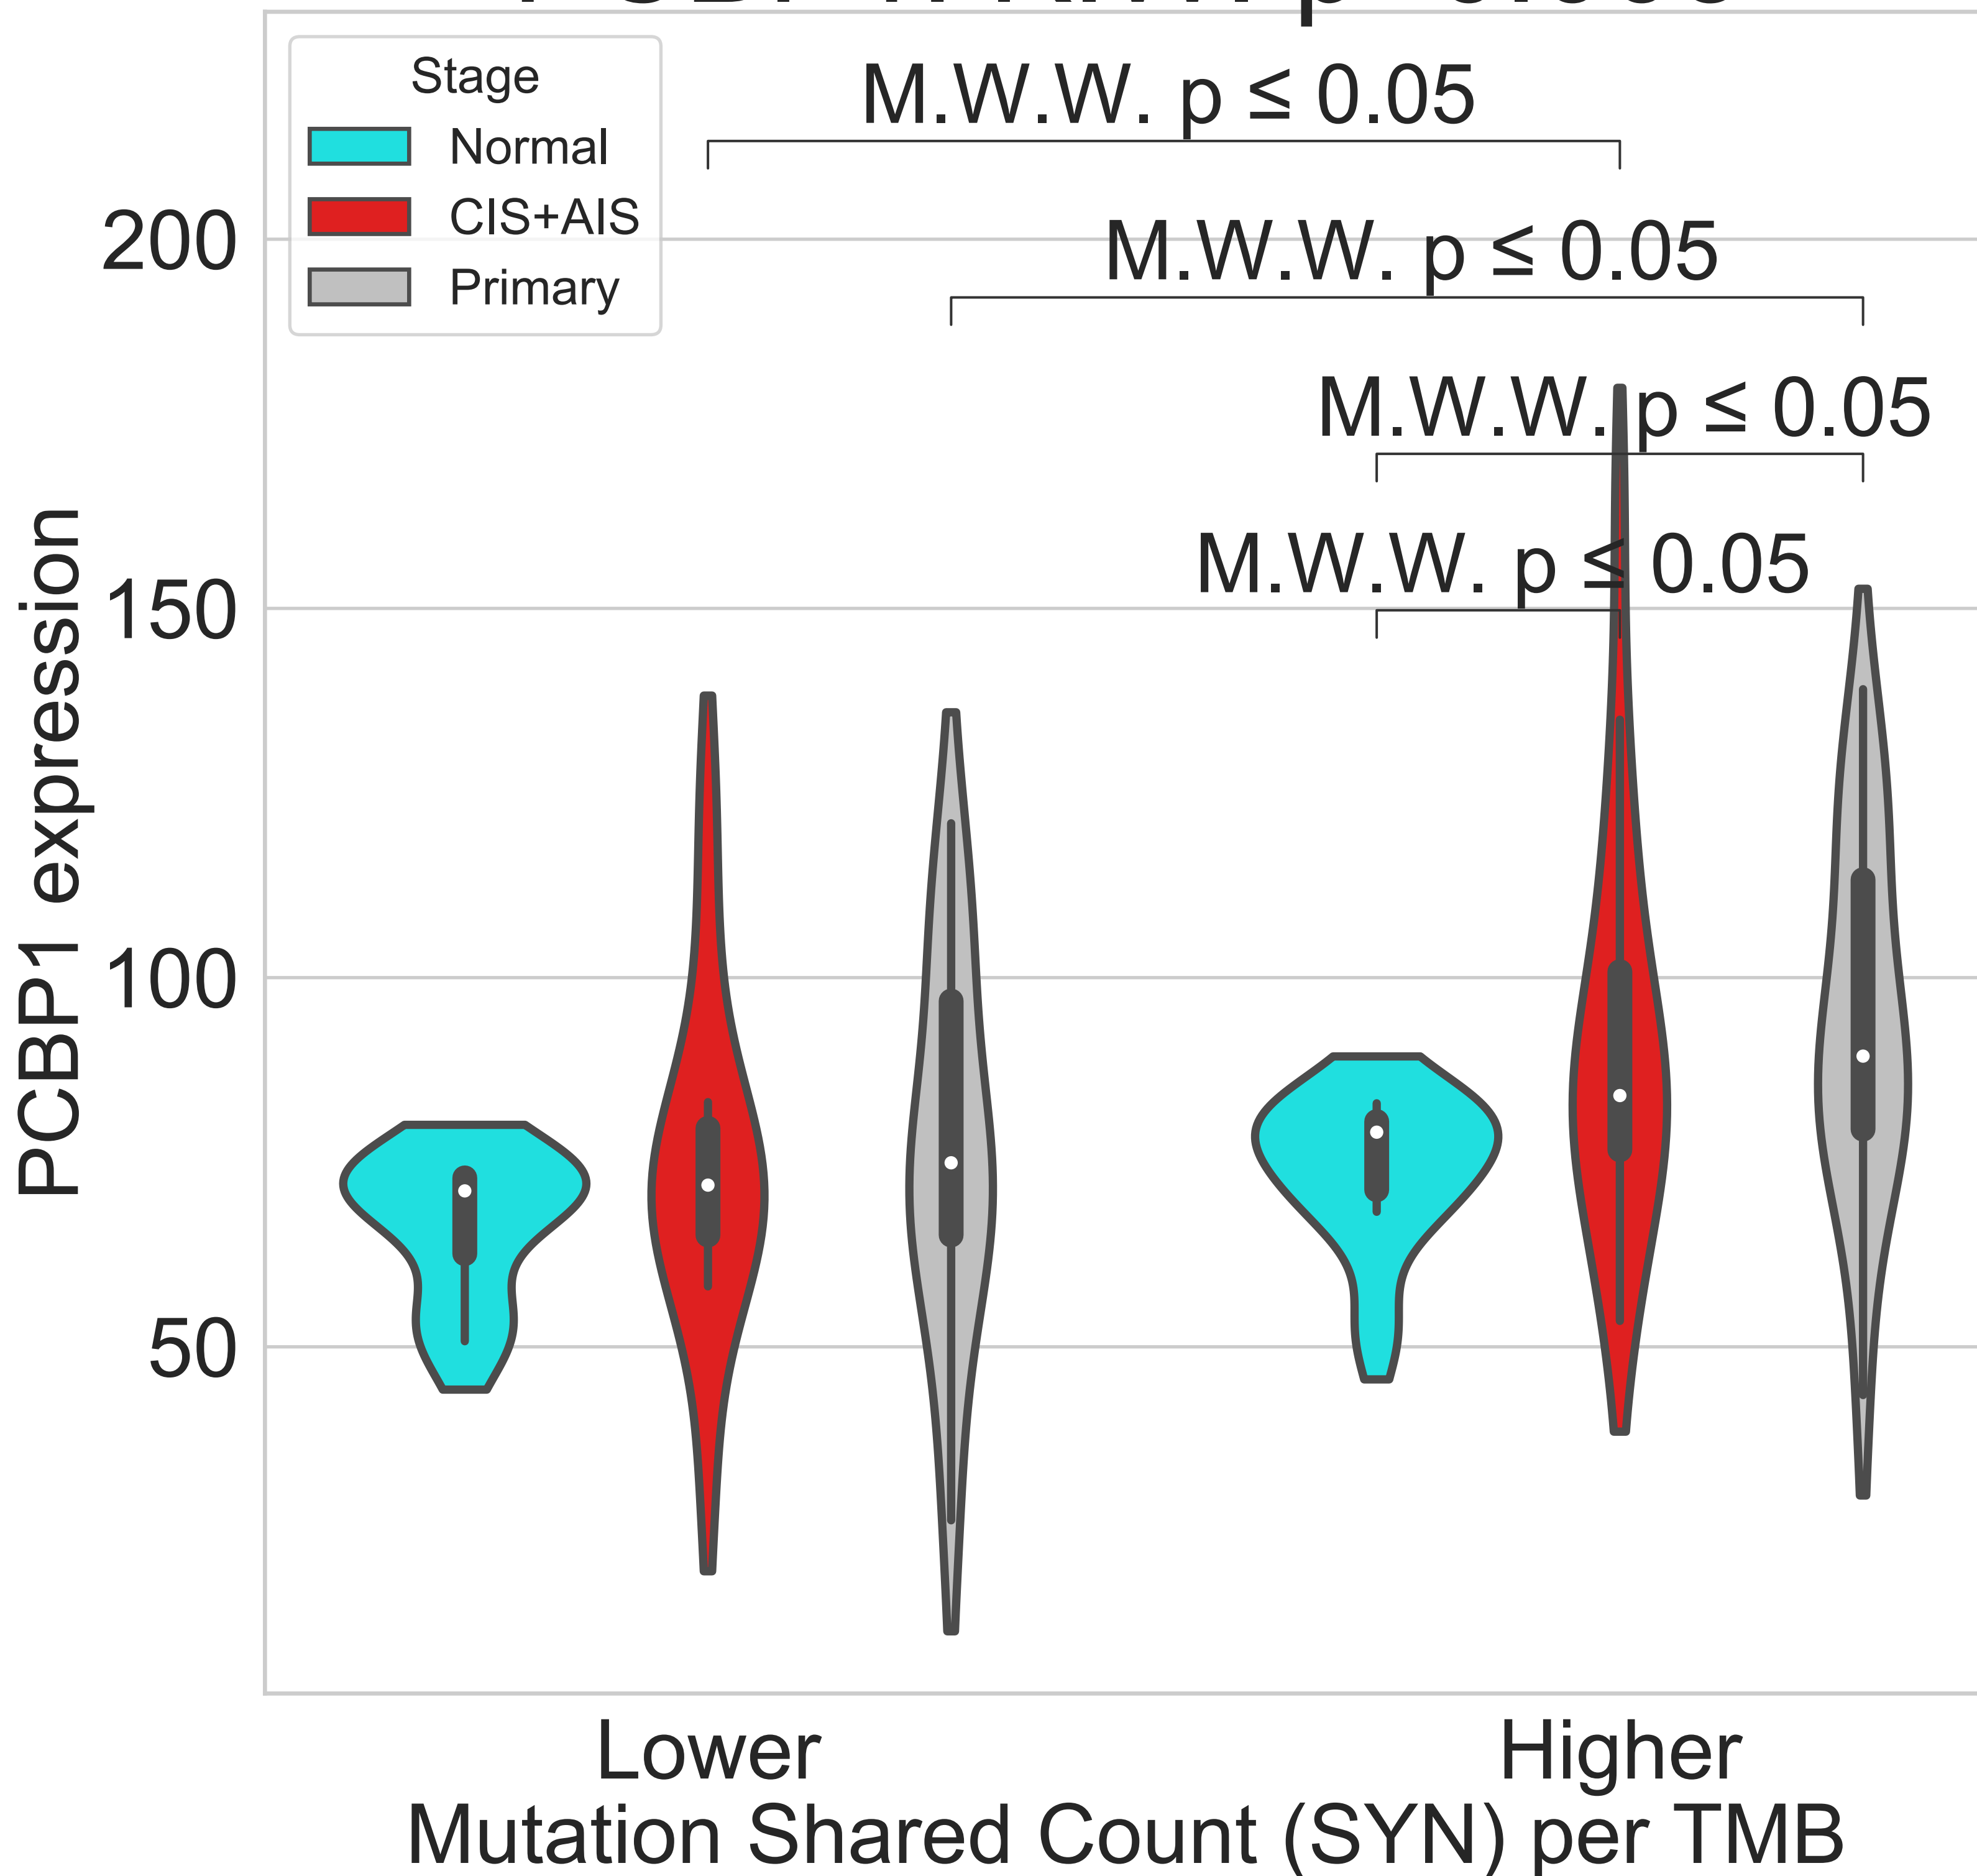 M.W.W. p ≤ 0.05
Stage
Normal
CIS+AIS
Primary
M.W.W. p ≤ 0.05
M.W.W. p ≤ 0.05
M.W.W. p ≤ 0.05
200
150
100
50
PCBP1 expression
Lower
Higher
Mutation Shared Count (SYN) per TMB